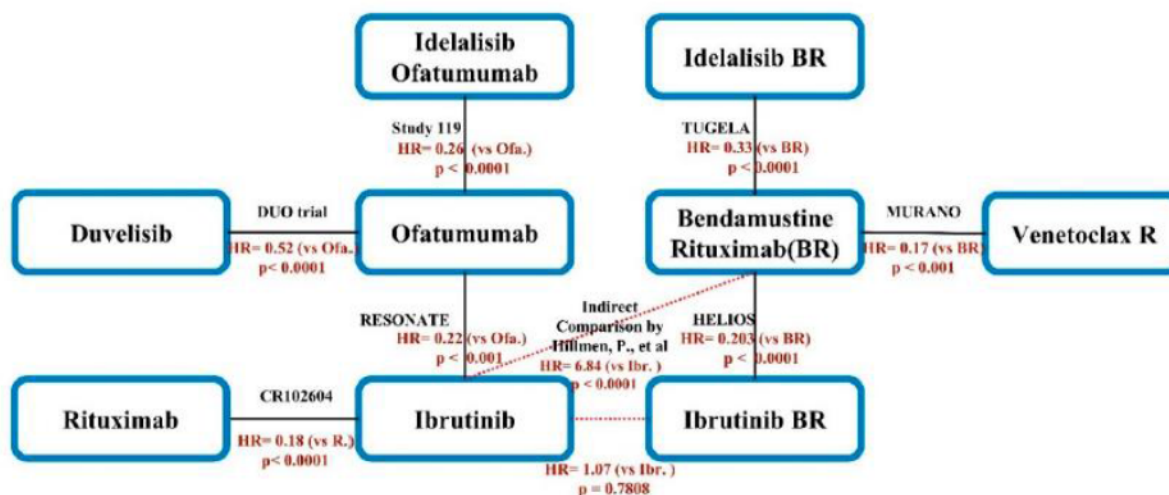 Idelalisib
Ofatumumab
Idelalisib BR
Study 119
HR= 0.26 (vs Ofa.)
p < 0.0001
TUGELA
HR= 0.33 (vs BR)
p < 0.0001
Duvelisib
DUO trial
HR= 0.52 (vs Ofa.)
p< 0.0001
Ofatumumab
Bendamustine
Rituximab(BR)
MURANO
HR= 0.17 (vs BR)
p < 0.001
Venetoclax R
RESONATE
HR= 0.22 (vs Ofa.)
p < 0.001
Indirect
Comparison by
Hillmen, P., et al
HR= 6.84 (vs Ibr. )
p < 0.0001
HELIOS
HR= 0.203 (vs BR)
p < 0.0001
Rituximab
CR102604
HR= 0.18 (vs R.)
p< 0.0001
Ibrutinib
Ibrutinib BR
HR= 1.07 (vs Ibr. )
p = 0.7808